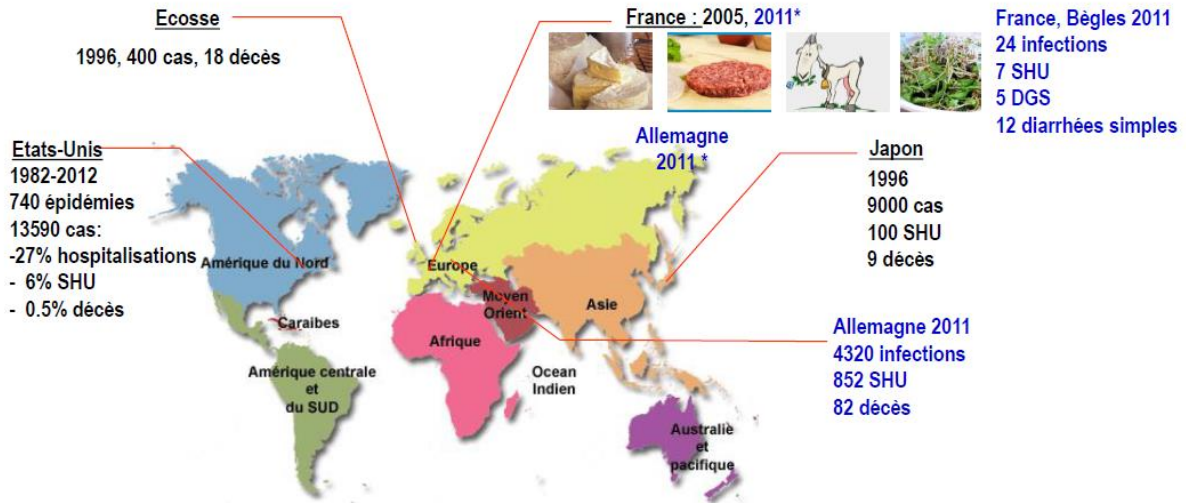 Ecosse
1996, 400 cas, 18 décès
France : 2005, 2011*
France, Bègles 2011
24 infections
7 SHU
5 DGS
12 diarrhées simples
Etats-Unis
1982-2012
740 épidémies
13590 cas:
-27% hospitalisations
- 6% SHU
- 0.5% décès
Allemagne
2011 *
Japon
1996
9000 cas
100 SHU
9 décès
Amérique du Nord
Europe
Moyen
Orient
Asie
Caraibes
Afrique
Amérique centrale
et
du SUD
Ocean
Indien
Australie
et
pacifique
Allemagne 2011
4320 infections
852 SHU
82 décès